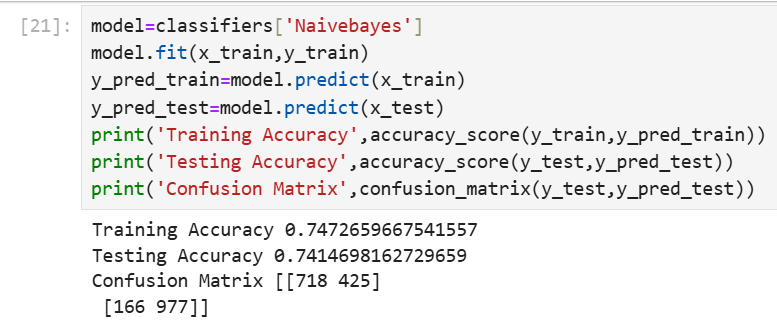 [21]: model=classifiers['Naivebayes']
model.fit(x_train,y_train)
y_pred_train=model.predict(x_train)
y_pred_test=model.predict(x_test)
print('Training Accuracy',accuracy_score(y_train,y_pred_train))
print('Testing Accuracy',accuracy_score(y_test,y_pred_test))
print('Confusion Matrix',confusion_matrix(y_test,y_pred_test))
Training Accuracy 0.7472659667541557
Testing Accuracy 0.7414698162729659
Confusion Matrix [[718 425]
 [166 977]]